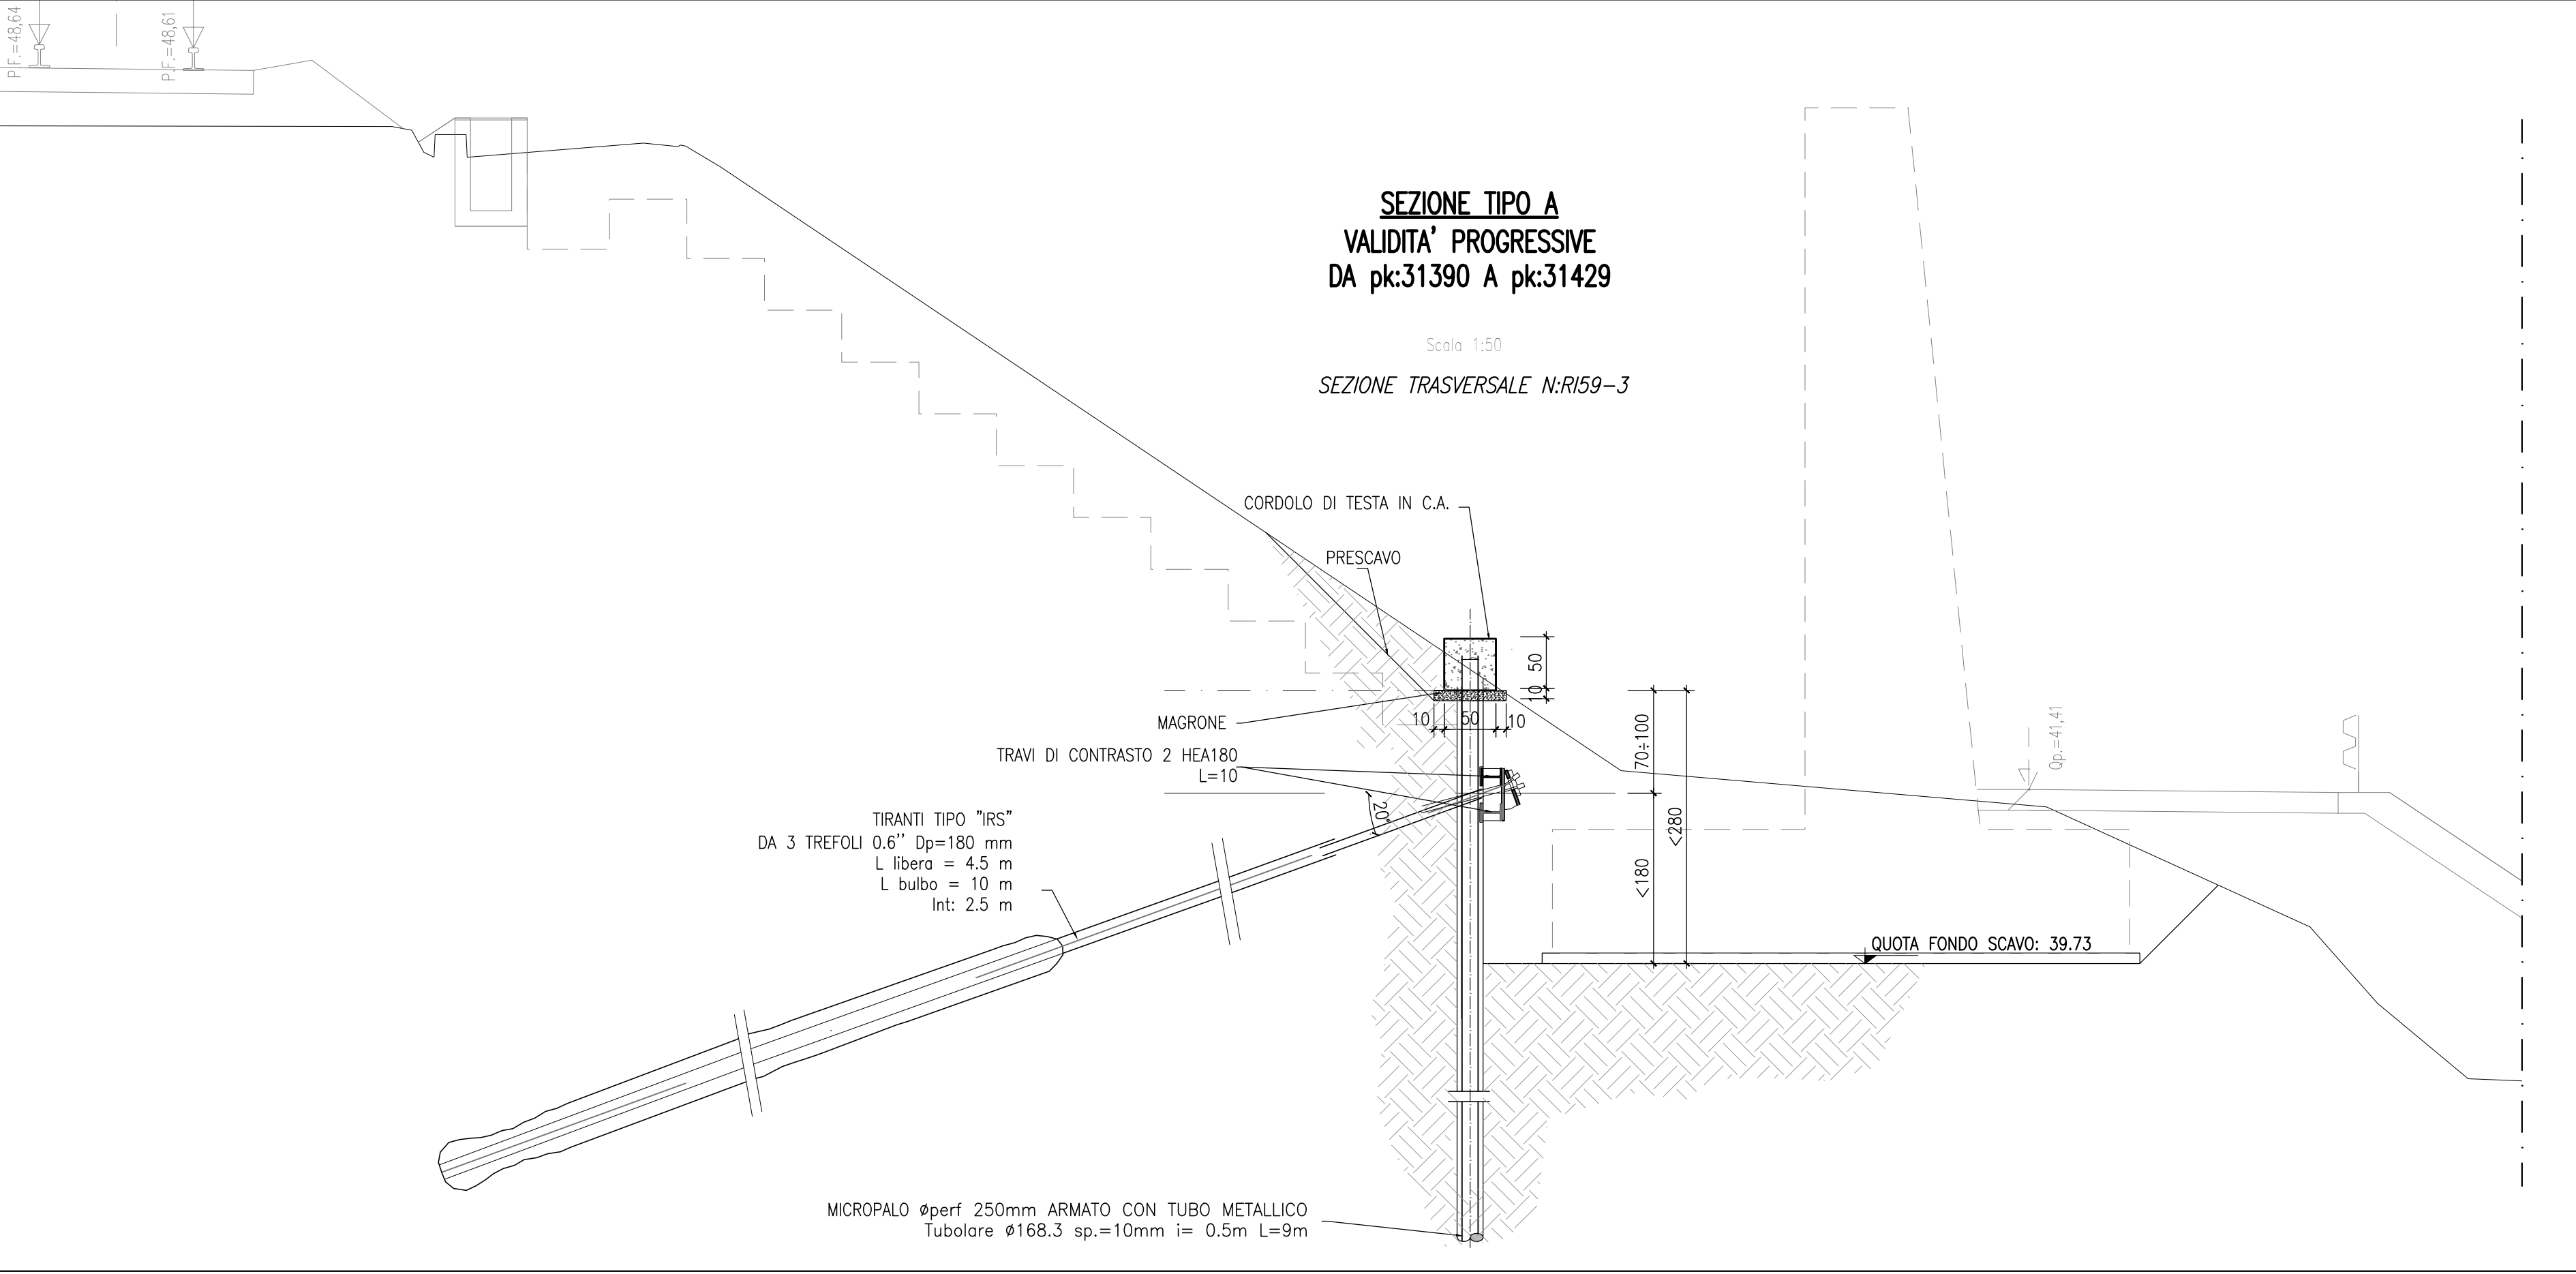 P.F.=48,64
P.F.=48,61
SEZIONE TIPO A
VALIDITA' PROGRESSIVE
DA pk:31390 A pk:31429
Scala 1:50
SEZIONE TRASVERSALE N:RI59-3
CORDOLO DI TESTA IN C.A.
PRESCAVO
50
10
MAGRONE
10 50 10
TRAVI DI CONTRASTO 2 HEA180
L=10
70÷100
<280
<180
Qp.=41,41
20°
TIRANTI TIPO "IRS"
DA 3 TREFOLI 0.6'' Dp=180 mm
L libera = 4.5 m
L bulbo = 10 m
Int: 2.5 m
QUOTA FONDO SCAVO: 39.73
MICROPALO øperf 250mm ARMATO CON TUBO METALLICO
Tubolare ø168.3 sp.=10mm i= 0.5m L=9m